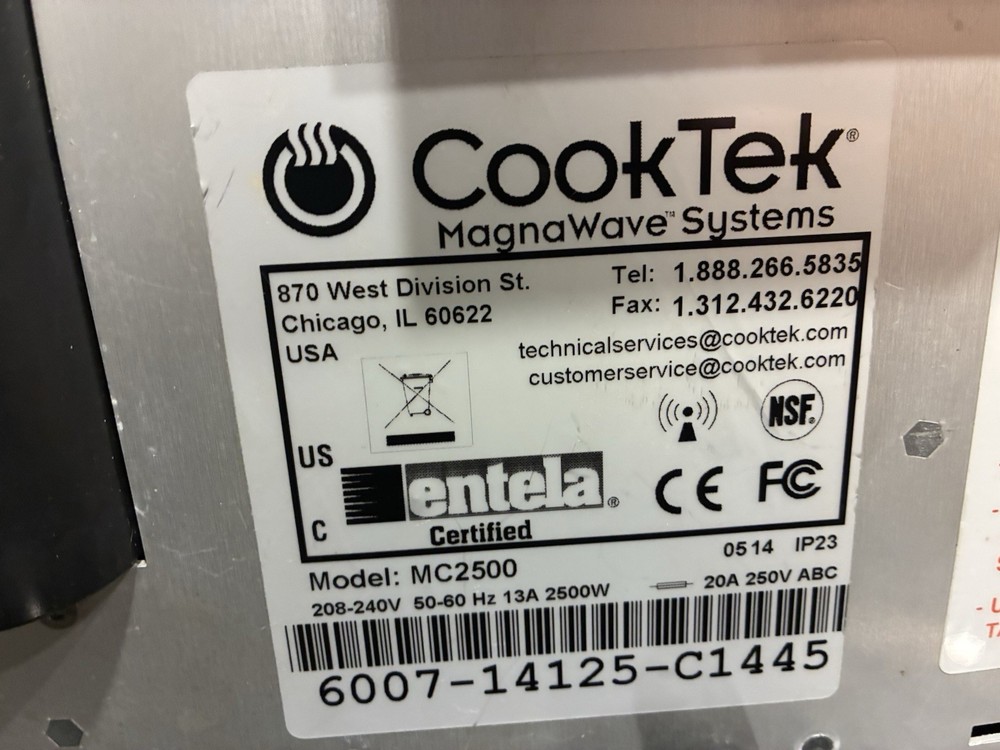 CookTek®
MagnaWave™ Systems
870 West Division St.
Chicago, IL 60622
USA
Tel: 1.888.266.5835
Fax: 1.312.432.6220
technicalservices@cooktek.com
customerservice@cooktek.com
NSF®
US
C
entela®
Certified
CE FC
0514 IP23
Model: MC2500
208-240V 50-60 Hz 13A 2500W
20A 250V ABC
6007-14125-C1445